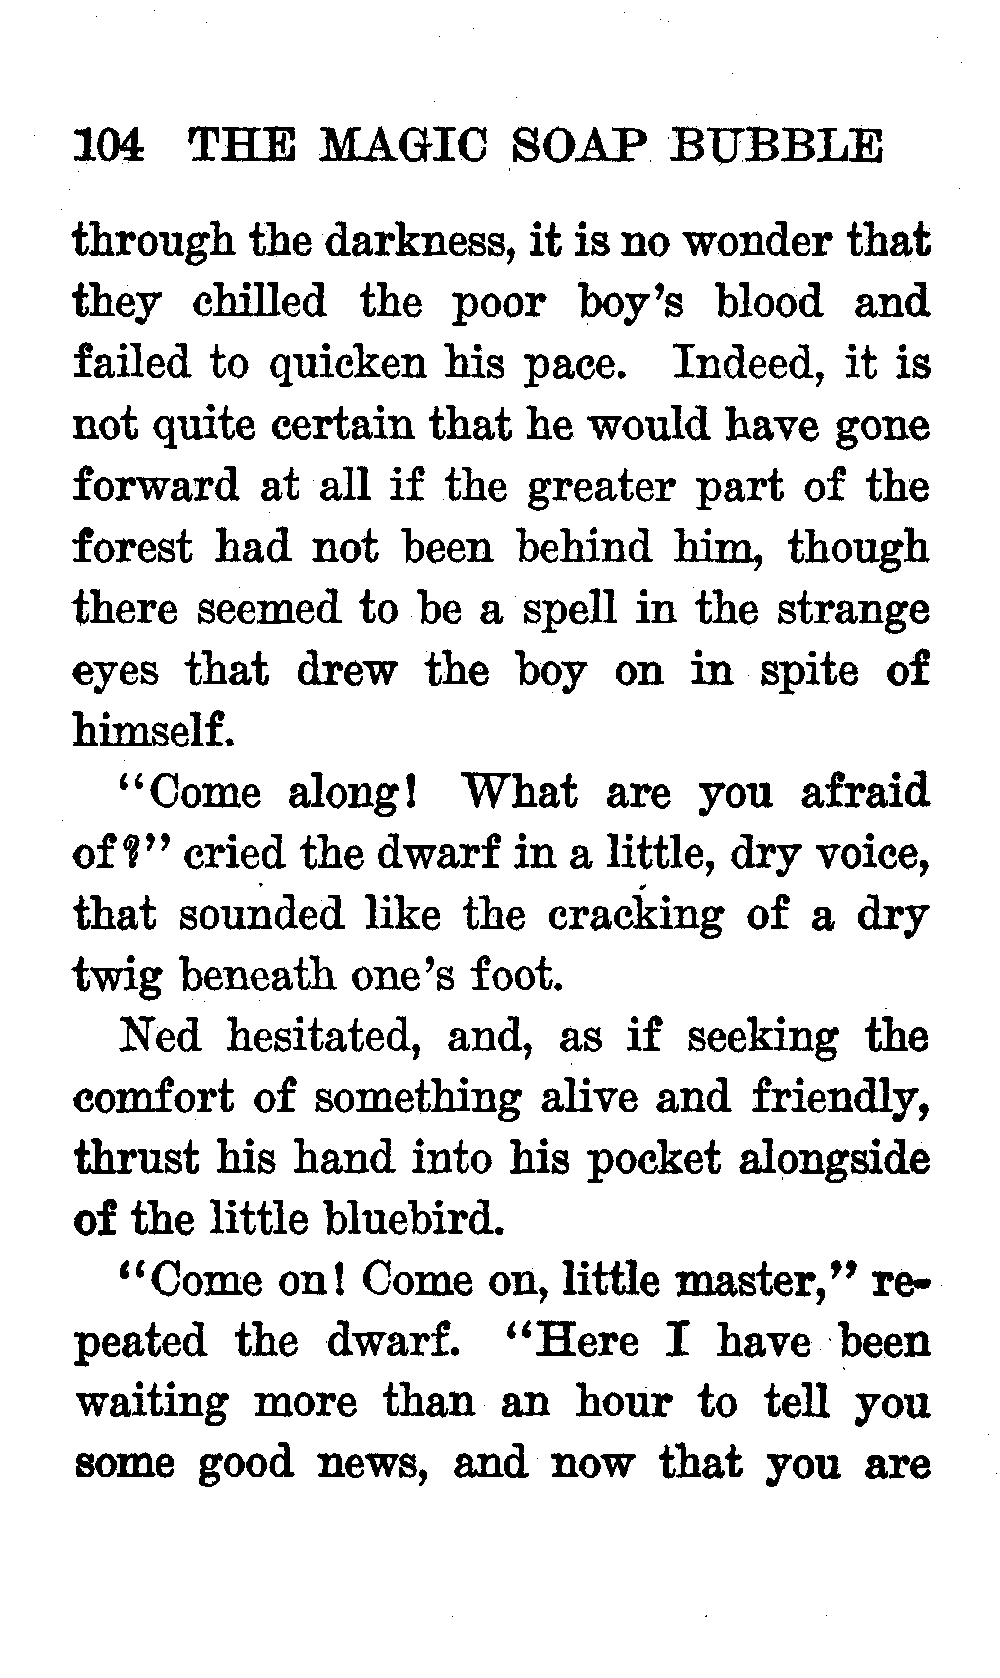 104 THE MAGIC SOAP BUBBLE
through the darkness, it is no wonder that
they chilled the poor boy's blood and
failed to quicken his pace. Indeed, it is
not quite certain that he would have gone
forward at all if the greater part of the
forest had not been behind him, though
there seemed to be a spell in the strange
eyes that drew the boy on in spite of
himself.
"Come along! What are you afraid
of?" cried the dwarf in a little, dry voice,
that sounded like the cracking of a dry
twig beneath one's foot.
Ned hesitated, and, as if seeking the
comfort of something alive and friendly,
thrust his hand into his pocket alongside
of the little bluebird.
"Come on! Come on, little master," re-
peated the dwarf. "Here I have been
waiting more than an hour to tell you
some good news, and now that you are